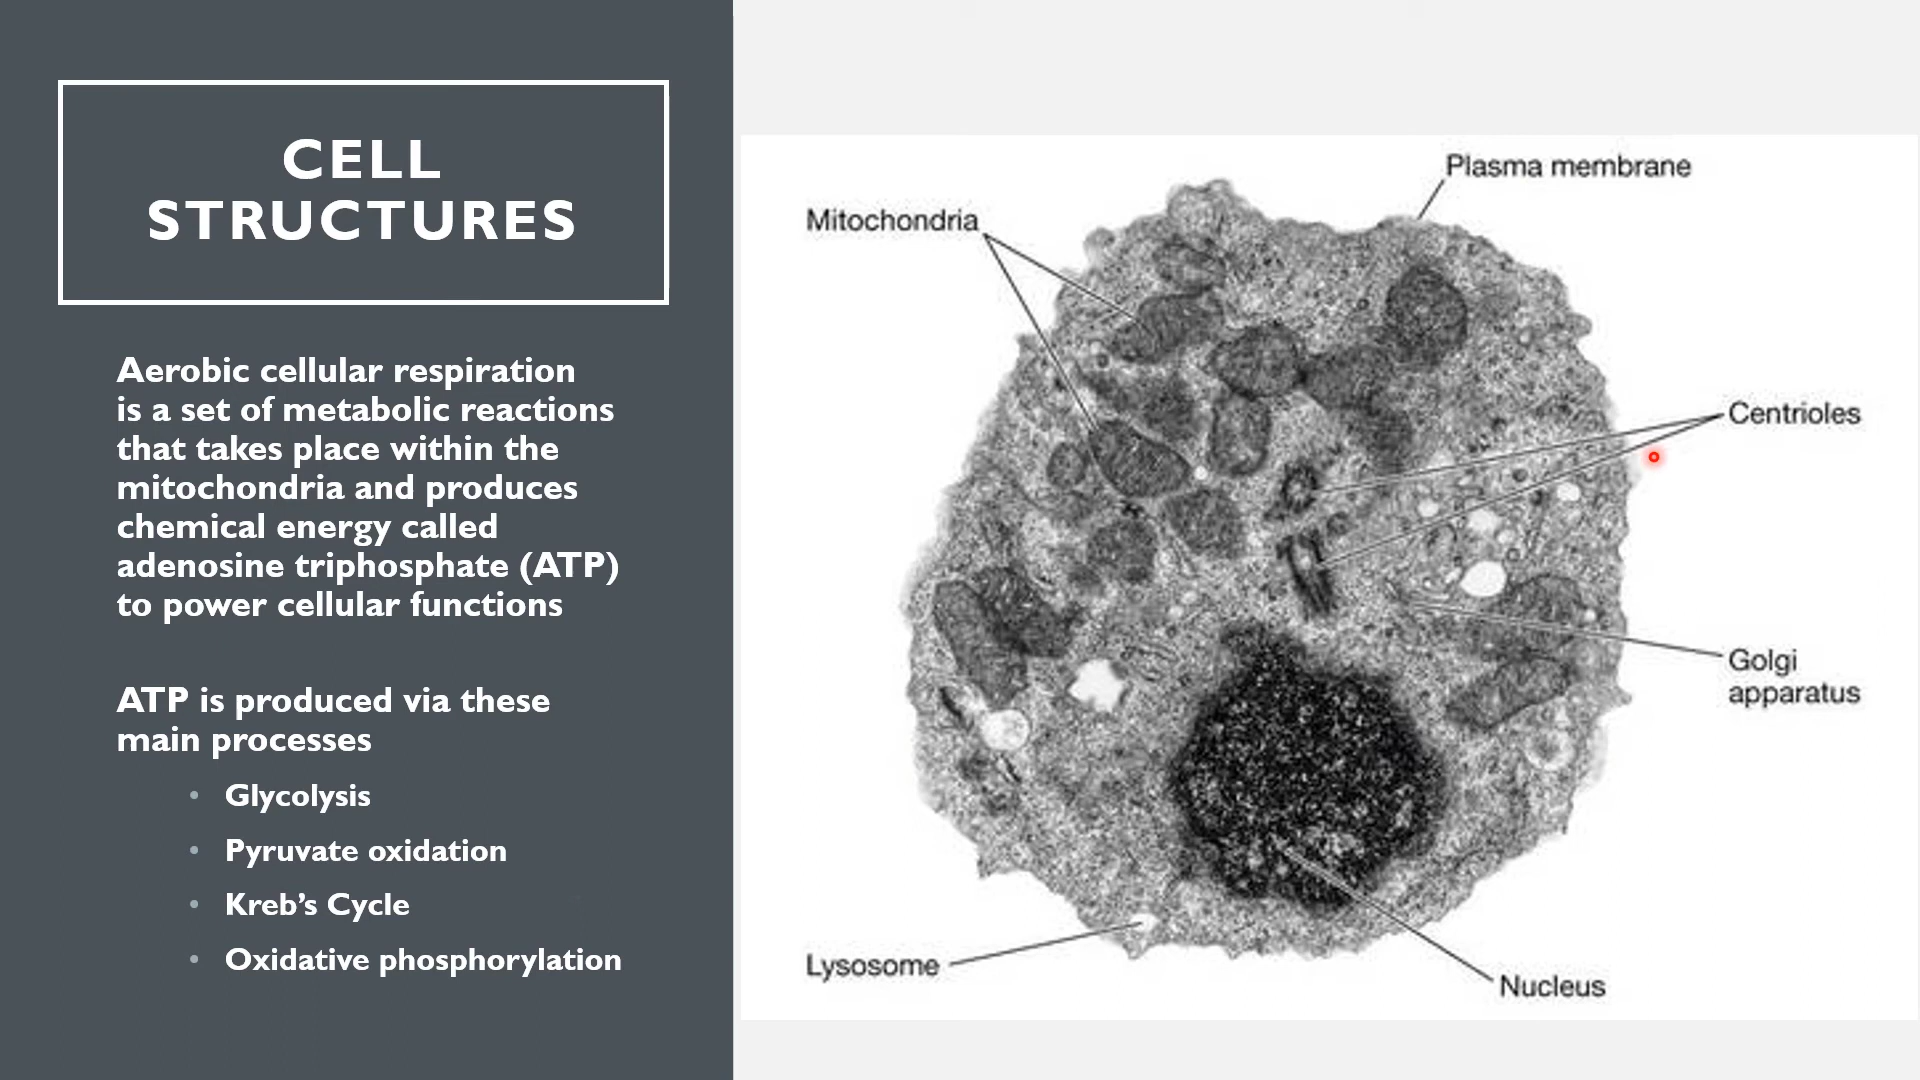 CELL
STRUCTURES
Aerobic cellular respiration
is a set of metabolic reactions
that takes place within the
mitochondria and produces
chemical energy called
adenosine triphosphate (ATP)
to power cellular functions
ATP is produced via these
main processes
• Glycolysis
• Pyruvate oxidation
• Kreb’s Cycle
• Oxidative phosphorylation
Plasma membrane
Mitochondria
Centrioles
Golgi
apparatus
Lysosome
Nucleus